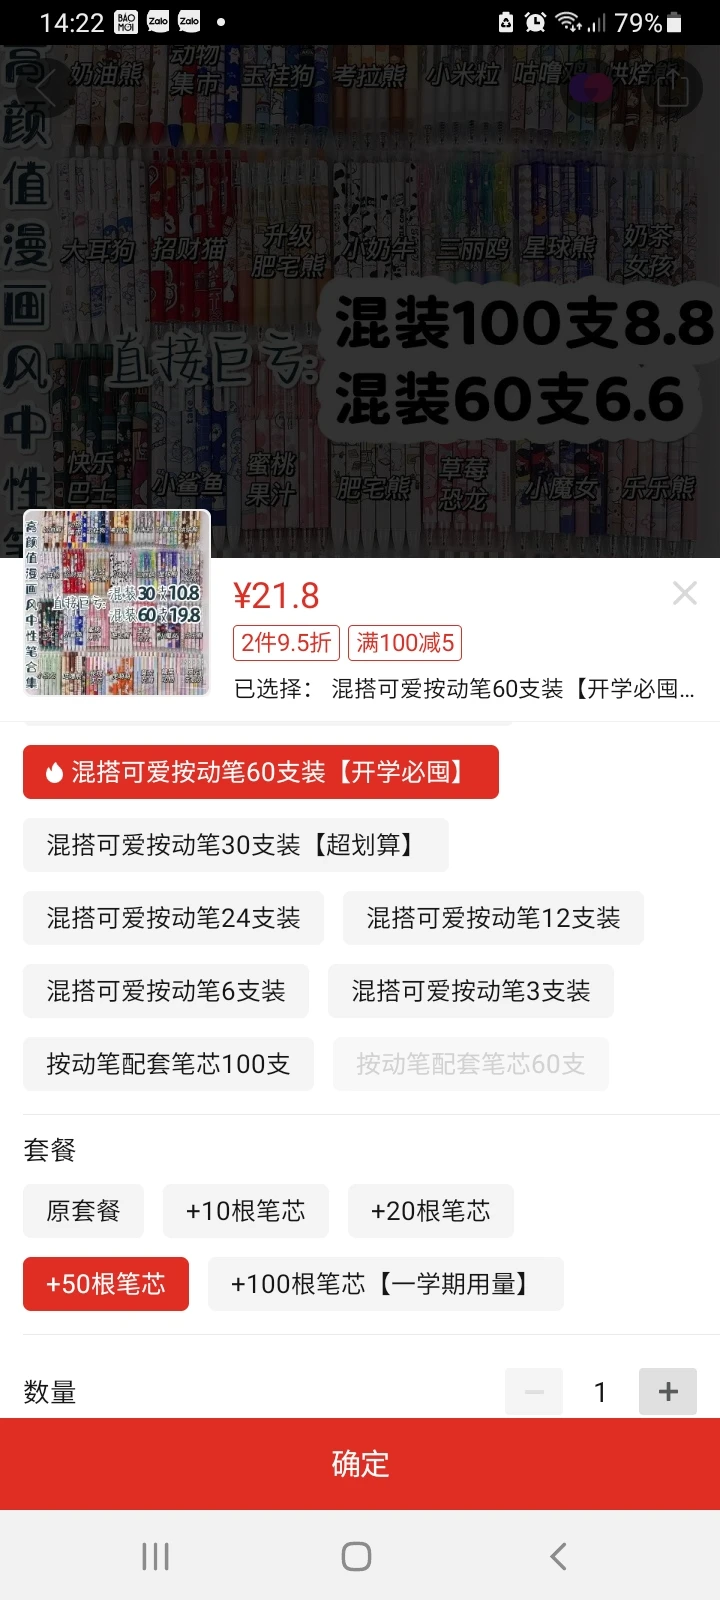 14:22 BÁO MỚI Zalo Zalo 79%
高颜值漫画风中性笔
奶油熊 动物集市 玉桂狗 考拉熊 小米粒 咕噜 烘焙
大耳狗 招财猫 升级肥宅熊 小奶牛 三丽鸥 星球熊 奶茶女孩
混装100支8.8
直接巨亏:
混装60支6.6
快乐巴士 小鲨鱼 蜜桃果汁 肥宅熊 草莓恐龙 小魔女 乐乐熊
高颜值漫画风中性笔合集
混装30支10.8
直接巨亏:
混装60支19.8
¥21.8
2件9.5折 满100减5
已选择： 混搭可爱按动笔60支装【开学必囤...
混搭可爱按动笔60支装【开学必囤】
混搭可爱按动笔30支装【超划算】
混搭可爱按动笔24支装 混搭可爱按动笔12支装
混搭可爱按动笔6支装 混搭可爱按动笔3支装
按动笔配套笔芯100支 按动笔配套笔芯60支
套餐
原套餐 +10根笔芯 +20根笔芯
+50根笔芯 +100根笔芯【一学期用量】
数量 1
确定